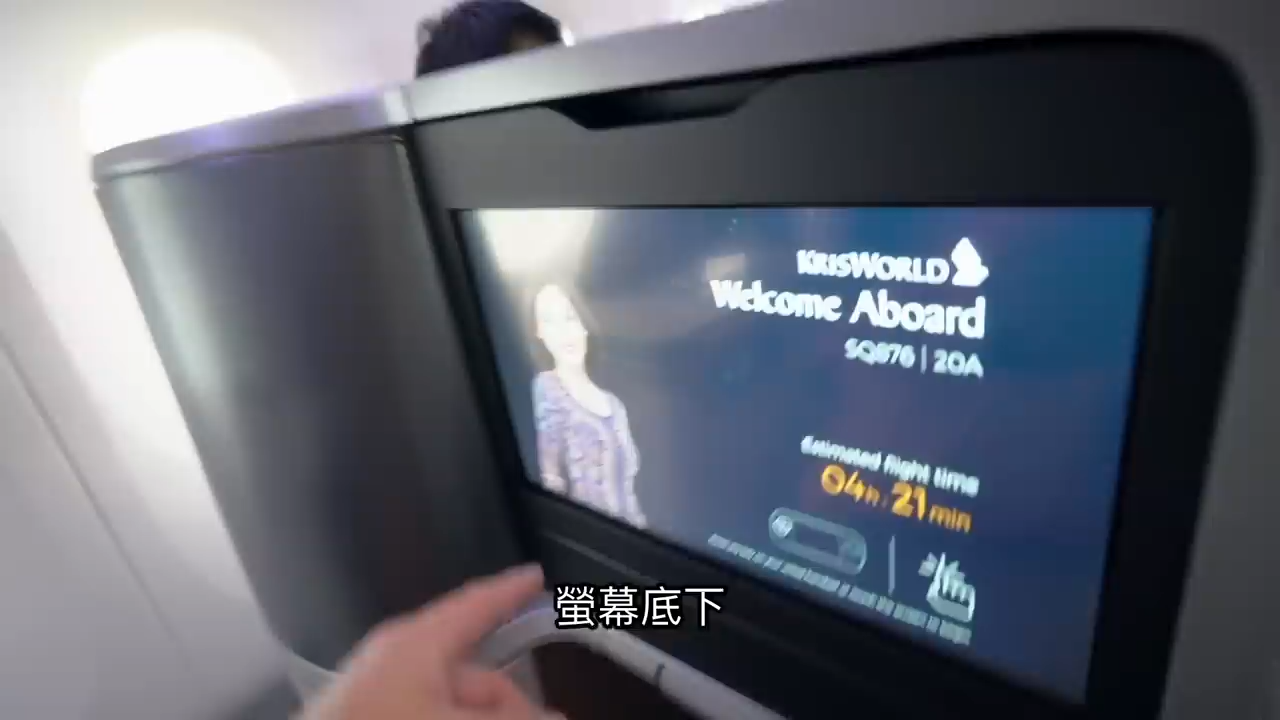 KRISWORLD
Welcome Aboard
SQ876 | 20A
Estimated flight time
04h : 21min
螢幕底下